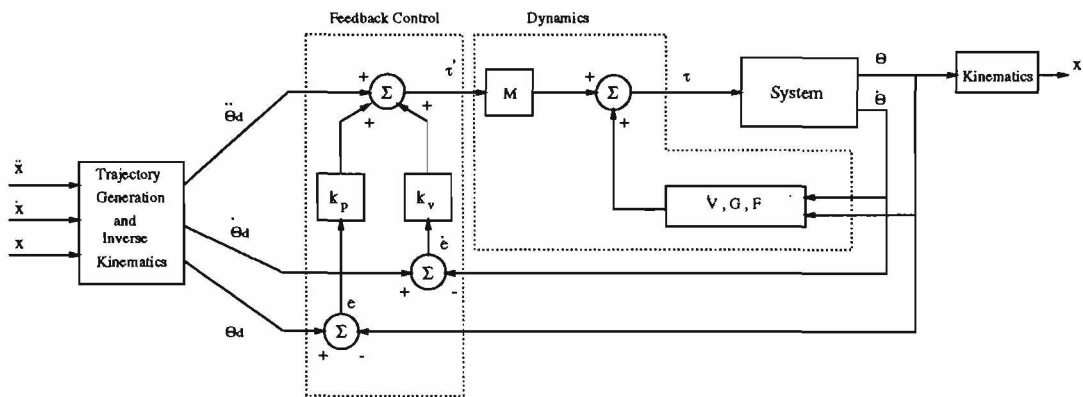 Feedback Control
Dynamics
τ'
τ
Θ
x
+
Σ
+
+
M
+
Σ
+
System
Θ̇
Kinematics
Θ̈d
ẍ
ẋ
x
Trajectory
Generation
and
Inverse
Kinematics
kp
kv
V, G, F
Θ̇d
ė
Σ
+
-
e
Θd
Σ
+
-